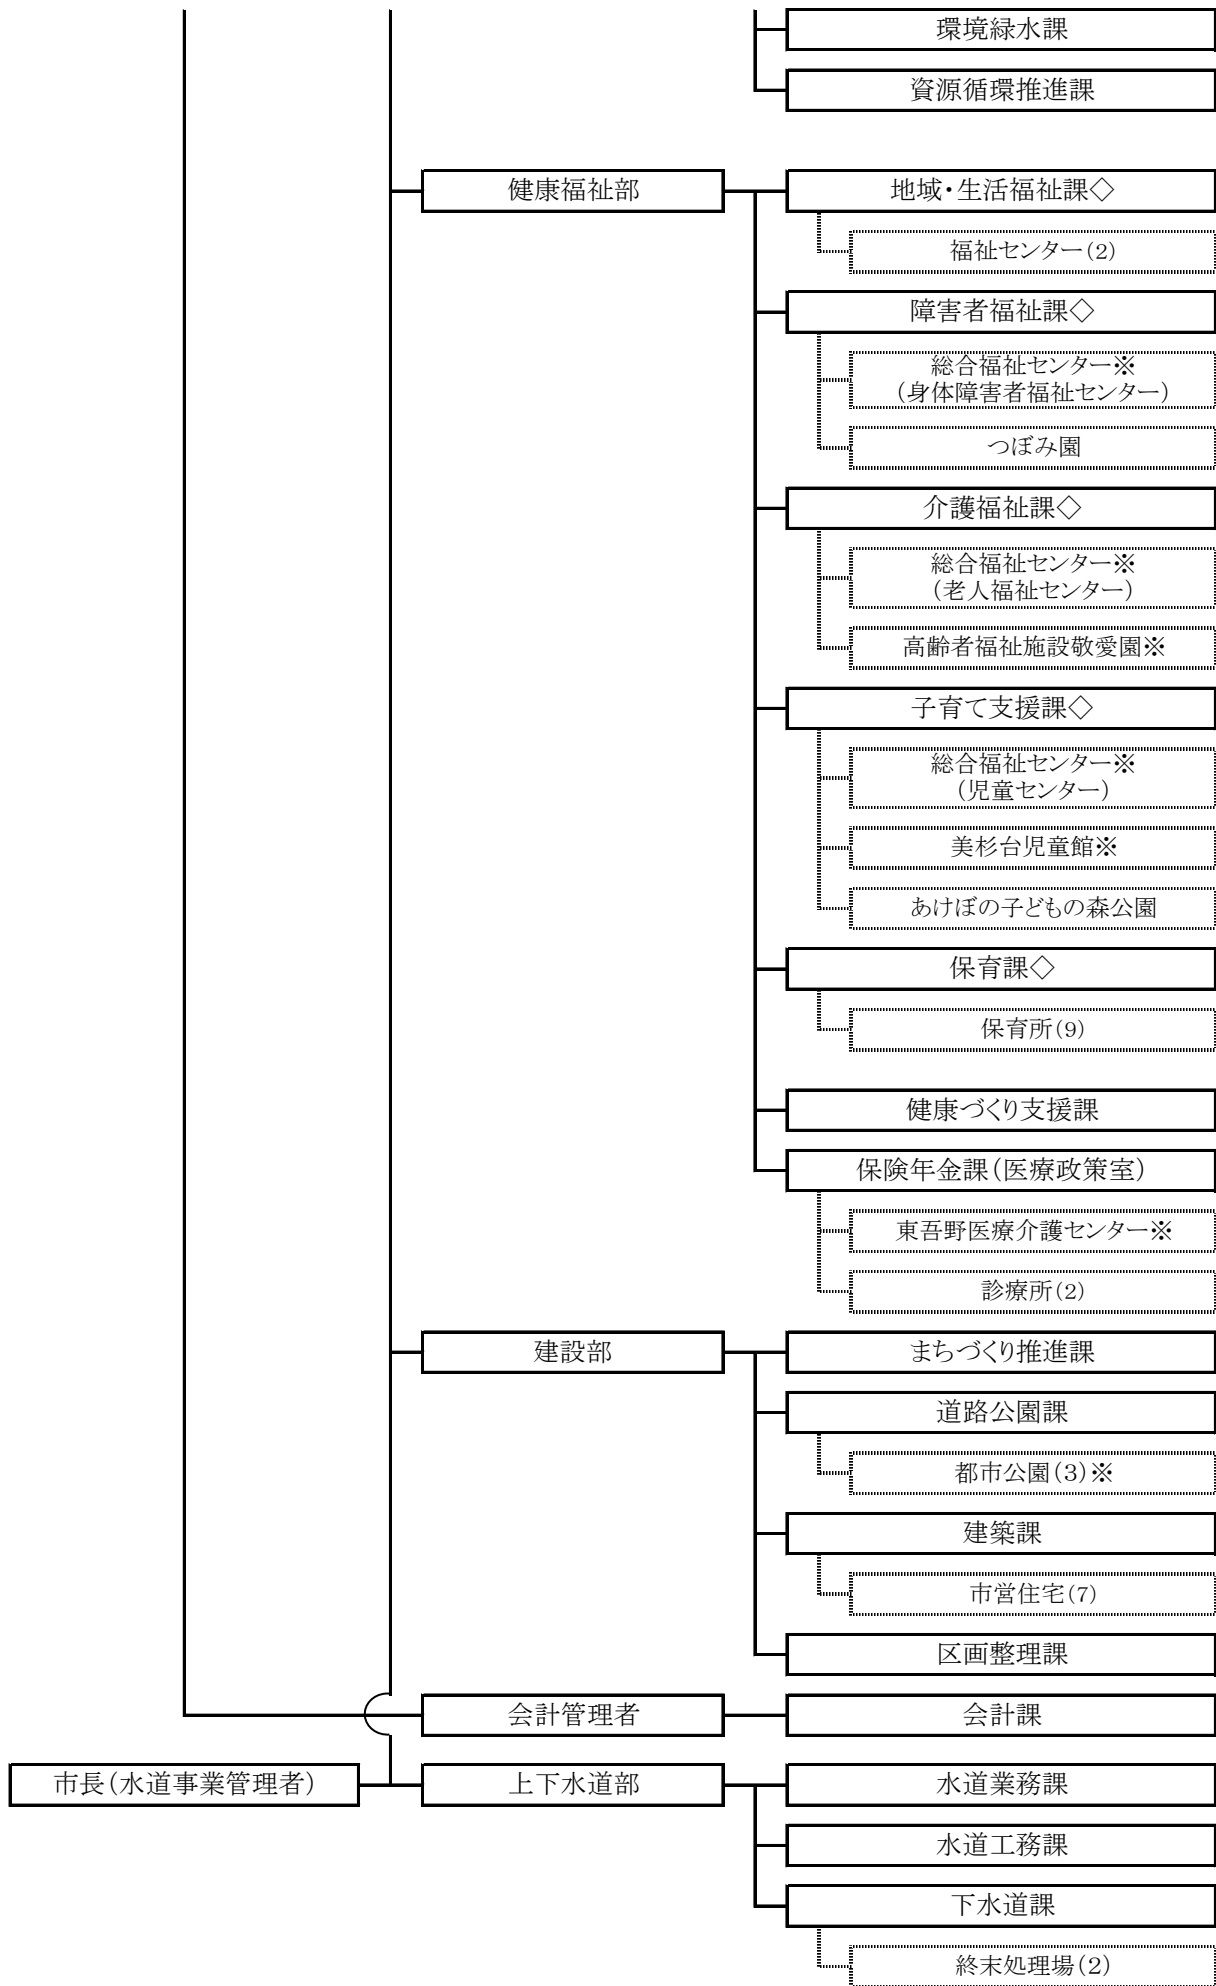 環境緑水課
資源循環推進課
健康福祉部
地域・生活福祉課◇
福祉センター(2)
障害者福祉課◇
総合福祉センター※
(身体障害者福祉センター)
つぼみ園
介護福祉課◇
総合福祉センター※
(老人福祉センター)
高齢者福祉施設敬愛園※
子育て支援課◇
総合福祉センター※
(児童センター)
美杉台児童館※
あけぼの子どもの森公園
保育課◇
保育所(9)
健康づくり支援課
保険年金課(医療政策室)
東吾野医療介護センター※
診療所(2)
建設部
まちづくり推進課
道路公園課
都市公園(3)※
建築課
市営住宅(7)
区画整理課
会計管理者
会計課
市長(水道事業管理者)
上下水道部
水道業務課
水道工務課
下水道課
終末処理場(2)